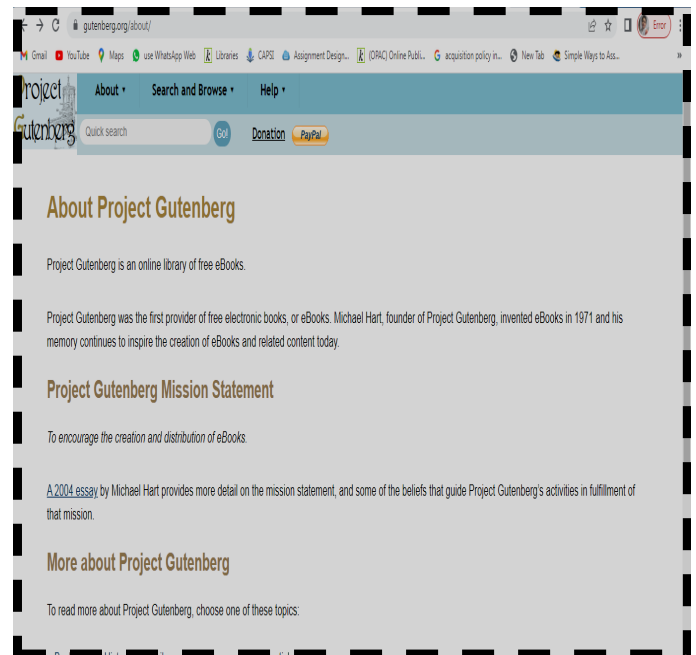 gutenberg.org/about/
Error
Gmail YouTube Maps use WhatsApp Web Libraries CAPSI Assignment Design... (OPAC) Online Publi... acquisition policy in... New Tab Simple Ways to Ass... »
Project About Search and Browse Help
Gutenberg Quick search Go! Donation PayPal
About Project Gutenberg
Project Gutenberg is an online library of free eBooks.
Project Gutenberg was the first provider of free electronic books, or eBooks. Michael Hart, founder of Project Gutenberg, invented eBooks in 1971 and his
memory continues to inspire the creation of eBooks and related content today.
Project Gutenberg Mission Statement
To encourage the creation and distribution of eBooks.
A 2004 essay by Michael Hart provides more detail on the mission statement, and some of the beliefs that guide Project Gutenberg's activities in fulfillment of
that mission.
More about Project Gutenberg
To read more about Project Gutenberg, choose one of these topics: